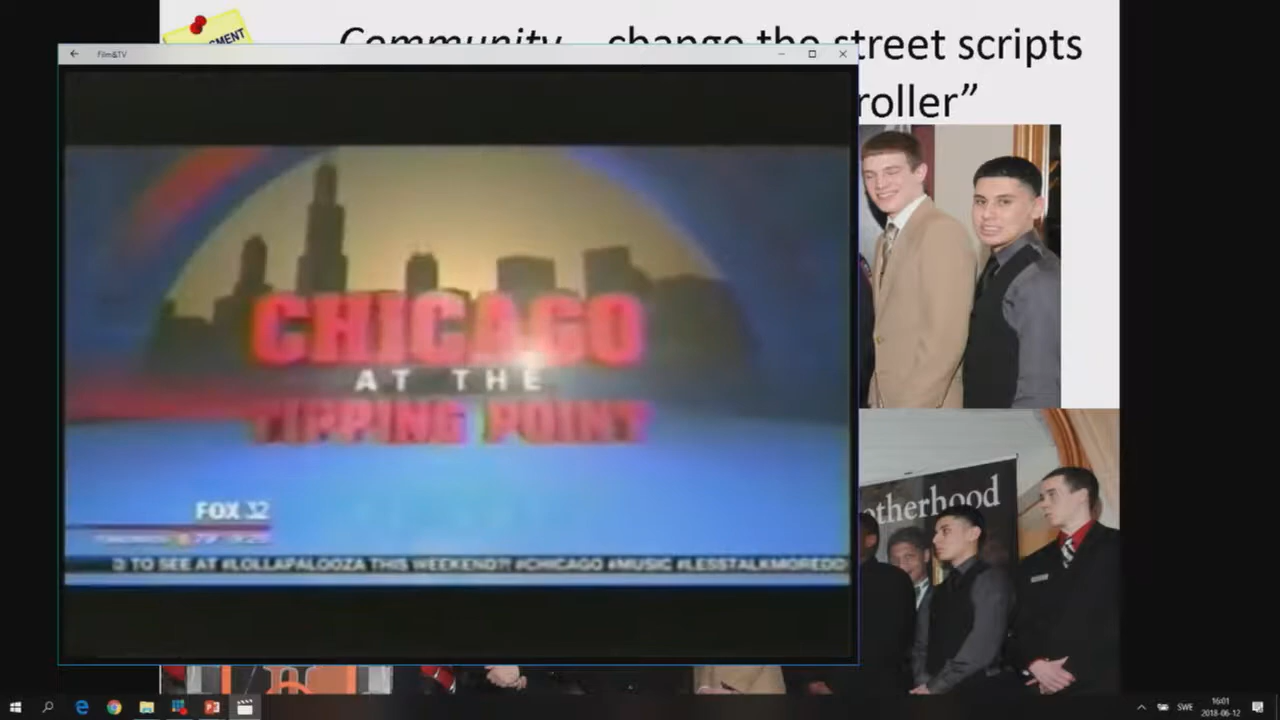 Community – change the street scripts
roller”
Film&TV
CHICAGO
AT THE
TIPPING POINT
FOX 32
D TO SEE AT #LOLLAPALOOZA THIS WEEKEND?! #CHICAGO #MUSIC #LESSTALKMOREDD
otherhood
SWE
16:01
2018-06-12